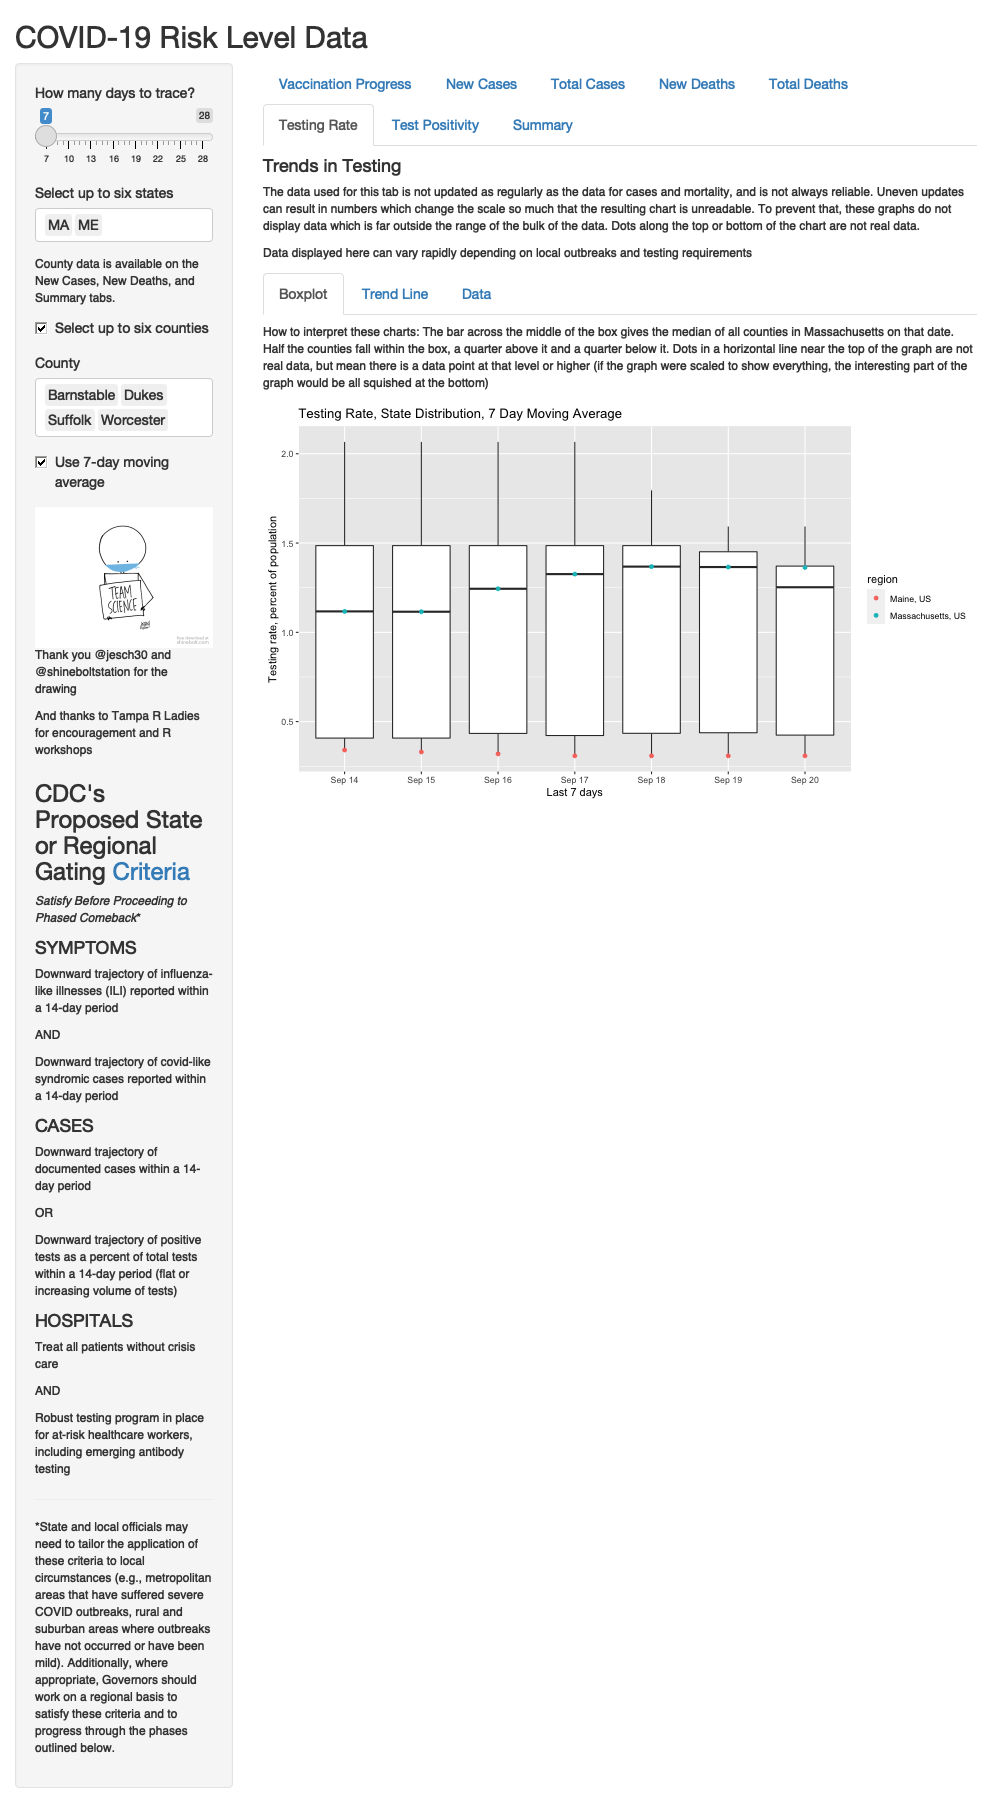 COVID-19 Risk Level Data
How many days to trace?
7
28
7 10 13 16 19 22 25 28
Select up to six states
MA ME
County data is available on the
New Cases, New Deaths, and
Summary tabs.
Select up to six counties
County
Barnstable Dukes
Suffolk Worcester
Use 7-day moving
average
TEAM
SCIENCE
Thank you @jesch30 and
@shineboltstation for the
drawing
And thanks to Tampa R Ladies
for encouragement and R
workshops
CDC's
Proposed State
or Regional
Gating Criteria
Satisfy Before Proceeding to
Phased Comeback*
SYMPTOMS
Downward trajectory of influenza-
like illnesses (ILI) reported within
a 14-day period
AND
Downward trajectory of covid-like
syndromic cases reported within
a 14-day period
CASES
Downward trajectory of
documented cases within a 14-
day period
OR
Downward trajectory of positive
tests as a percent of total tests
within a 14-day period (flat or
increasing volume of tests)
HOSPITALS
Treat all patients without crisis
care
AND
Robust testing program in place
for at-risk healthcare workers,
including emerging antibody
testing
*State and local officials may
need to tailor the application of
these criteria to local
circumstances (e.g., metropolitan
areas that have suffered severe
COVID outbreaks, rural and
suburban areas where outbreaks
have not occurred or have been
mild). Additionally, where
appropriate, Governors should
work on a regional basis to
satisfy these criteria and to
progress through the phases
outlined below.
Vaccination Progress New Cases Total Cases New Deaths Total Deaths
Testing Rate Test Positivity Summary
Trends in Testing
The data used for this tab is not updated as regularly as the data for cases and mortality, and is not always reliable. Uneven updates
can result in numbers which change the scale so much that the resulting chart is unreadable. To prevent that, these graphs do not
display data which is far outside the range of the bulk of the data. Dots along the top or bottom of the chart are not real data.
Data displayed here can vary rapidly depending on local outbreaks and testing requirements
Boxplot Trend Line Data
How to interpret these charts: The bar across the middle of the box gives the median of all counties in Massachusetts on that date.
Half the counties fall within the box, a quarter above it and a quarter below it. Dots in a horizontal line near the top of the graph are not
real data, but mean there is a data point at that level or higher (if the graph were scaled to show everything, the interesting part of the
graph would be all squished at the bottom)
Testing Rate, State Distribution, 7 Day Moving Average
Testing rate, percent of population
2.0
1.5
1.0
0.5
Sep 14 Sep 15 Sep 16 Sep 17 Sep 18 Sep 19 Sep 20
Last 7 days
region
Maine, US
Massachusetts, US